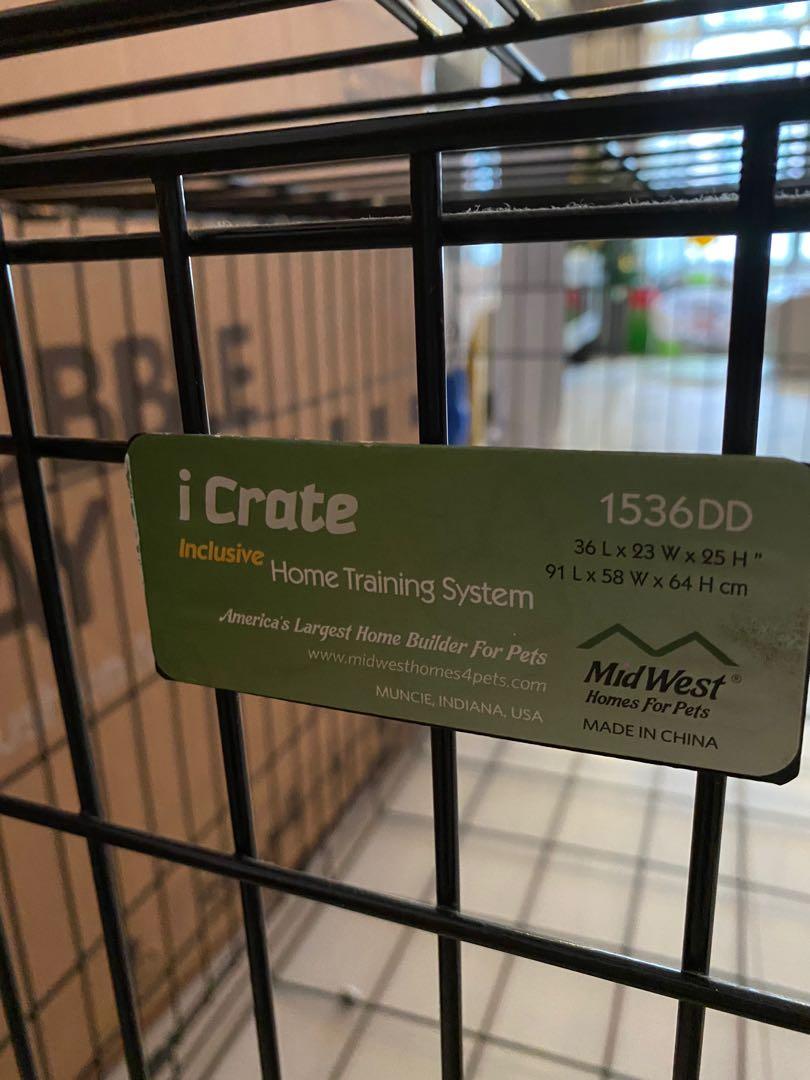 i Crate
Inclusive
Home Training System
America's Largest Home Builder For Pets
www.midwesthomes4pets.com
MUNCIE, INDIANA, USA
1536DD
36 L x 23 W x 25 H "
91 L x 58 W x 64 H cm
MidWest®
Homes For Pets
MADE IN CHINA